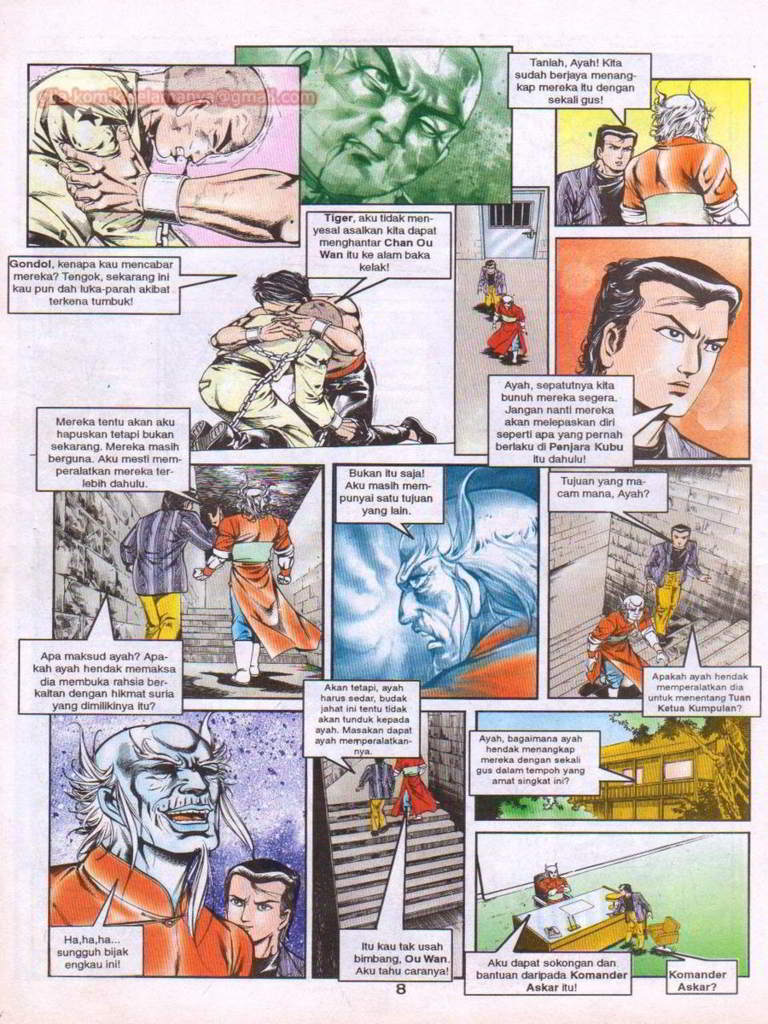 Gondol, kenapa kau mencabar
mereka? Tengok, sekarang ini
kau pun dah luka-parah akibat
terkena tumbuk!
Tiger, aku tidak men-
yesal asalkan kita dapat
menghantar Chan Ou
Wan itu ke alam baka
kelak!
Taniah, Ayah! Kita
sudah berjaya menang-
kap mereka itu dengan
sekali gus!
Ayah, sepatutnya kita
bunuh mereka segera.
Jangan nanti mereka
akan melepaskan diri
seperti apa yang pernah
berlaku di Penjara Kubu
itu dahulu!
Mereka tentu akan aku
hapuskan tetapi bukan
sekarang. Mereka masih
berguna. Aku mesti mem-
peralatkan mereka ter-
lebih dahulu.
Apa maksud ayah? Apa-
kah ayah hendak memaksa
dia membuka rahsia ber-
kaitan dengan hikmat suria
yang dimilikinya itu?
Bukan itu saja!
Aku masih mem-
punyai satu tujuan
yang lain.
Tujuan yang ma-
cam mana, Ayah?
Apakah ayah hendak
memperalatkan dia
untuk menentang Tuan
Ketua Kumpulan?
Ha,ha,ha...
sungguh bijak
engkau ini!
Akan tetapi, ayah
harus sedar, budak
jahat ini tentu tidak
akan tunduk kepada
ayah. Masakan dapat
ayah memperalatkan-
nya.
Itu kau tak usah
bimbang, Ou Wan.
Aku tahu caranya!
Ayah, bagaimana ayah
hendak menangkap
mereka dengan sekali
gus dalam tempoh yang
amat singkat ini?
Aku dapat sokongan dan
bantuan daripada Komander
Askar itu!
Komander
Askar?
8